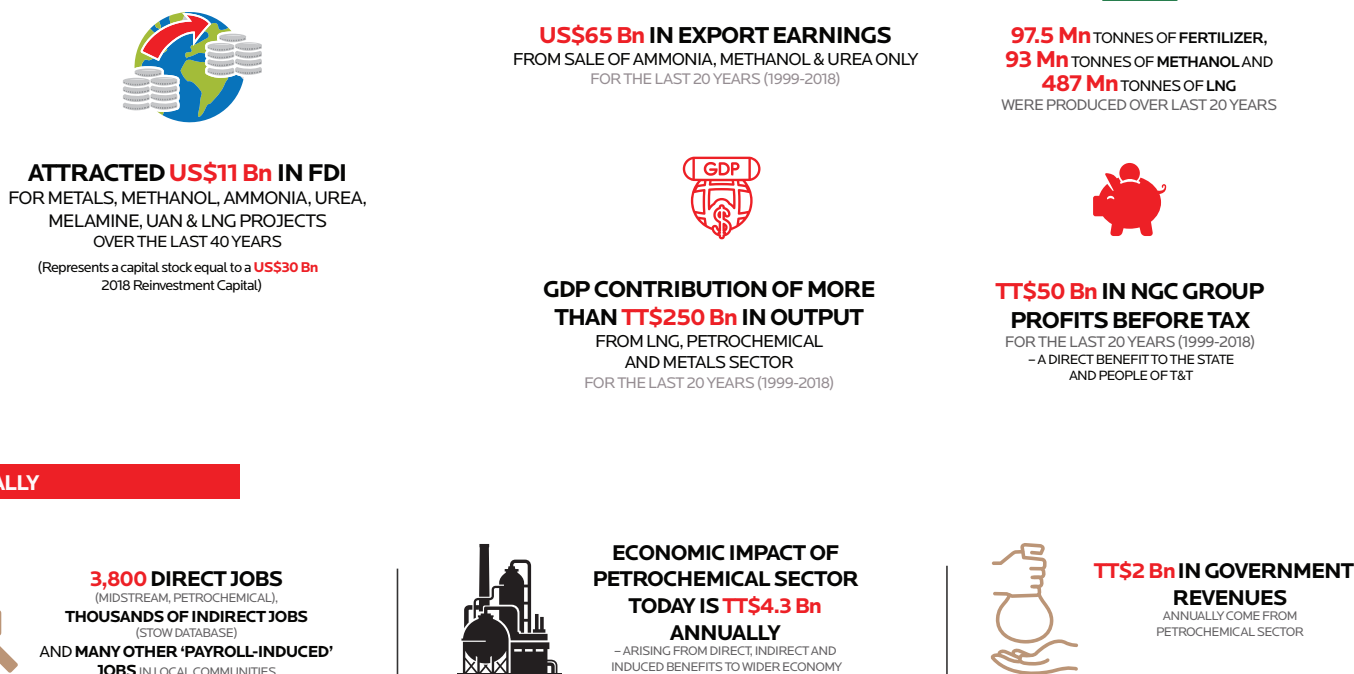 ATTRACTED US$11 Bn IN FDI
FOR METALS, METHANOL, AMMONIA, UREA,
MELAMINE, UAN & LNG PROJECTS
OVER THE LAST 40 YEARS
(Represents a capital stock equal to a US$30 Bn
2018 Reinvestment Capital)
US$65 Bn IN EXPORT EARNINGS
FROM SALE OF AMMONIA, METHANOL & UREA ONLY
FOR THE LAST 20 YEARS (1999-2018)
GDP
GDP CONTRIBUTION OF MORE
THAN TT$250 Bn IN OUTPUT
FROM LNG, PETROCHEMICAL
AND METALS SECTOR
FOR THE LAST 20 YEARS (1999-2018)
97.5 Mn TONNES OF FERTILIZER,
93 Mn TONNES OF METHANOL AND
487 Mn TONNES OF LNG
WERE PRODUCED OVER LAST 20 YEARS
TT$50 Bn IN NGC GROUP
PROFITS BEFORE TAX
FOR THE LAST 20 YEARS (1999-2018)
– A DIRECT BENEFIT TO THE STATE
AND PEOPLE OF T&T
ALLY
3,800 DIRECT JOBS
(MIDSTREAM, PETROCHEMICAL),
THOUSANDS OF INDIRECT JOBS
(STOW DATABASE)
AND MANY OTHER ‘PAYROLL-INDUCED’
JOBS IN LOCAL COMMUNITIES
ECONOMIC IMPACT OF
PETROCHEMICAL SECTOR
TODAY IS TT$4.3 Bn
ANNUALLY
– ARISING FROM DIRECT, INDIRECT AND
INDUCED BENEFITS TO WIDER ECONOMY
TT$2 Bn IN GOVERNMENT
REVENUES
ANNUALLY COME FROM
PETROCHEMICAL SECTOR